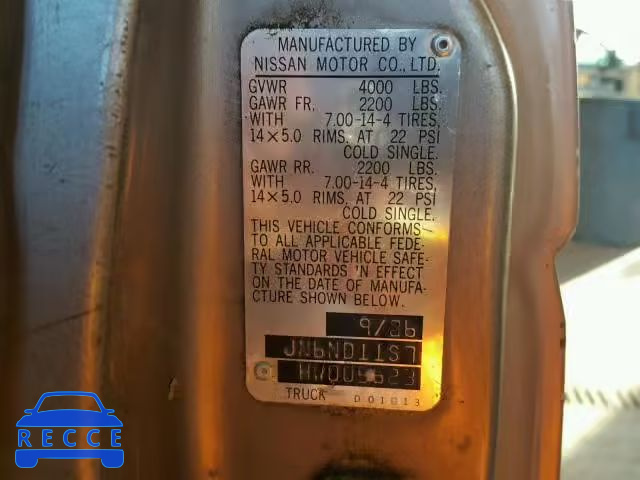 MANUFACTURED BY
NISSAN MOTOR CO., LTD.
GVWR 4000 LBS.
GAWR FR. 2200 LBS.
WITH 7.00-14-4 TIRES,
14×5.0 RIMS, AT 22 PSI
COLD SINGLE.
GAWR RR. 2200 LBS.
WITH 7.00-14-4 TIRES,
14×5.0 RIMS, AT 22 PSI
COLD SINGLE.
THIS VEHICLE CONFORMS
TO ALL APPLICABLE FEDE-
RAL MOTOR VEHICLE SAFE-
TY STANDARDS IN EFFECT
ON THE DATE OF MANUFA-
CTURE SHOWN BELOW.
9/86
JN6ND11S7
HW005623
TRUCK 001013
RECCE